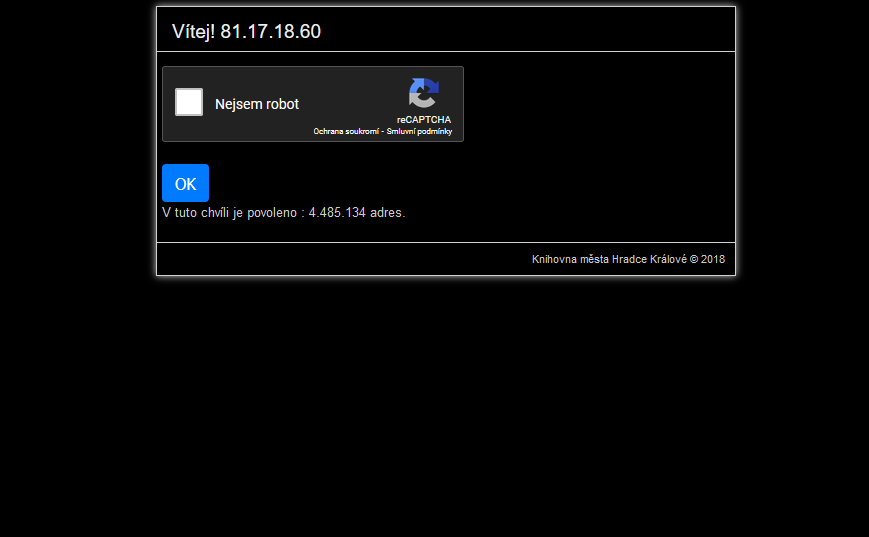 Vítej! 81.17.18.60
Nejsem robot
reCAPTCHA
Ochrana soukromí - Smluvní podmínky
OK
V tuto chvíli je povoleno : 4.485.134 adres.
Knihovna města Hradce Králové © 2018